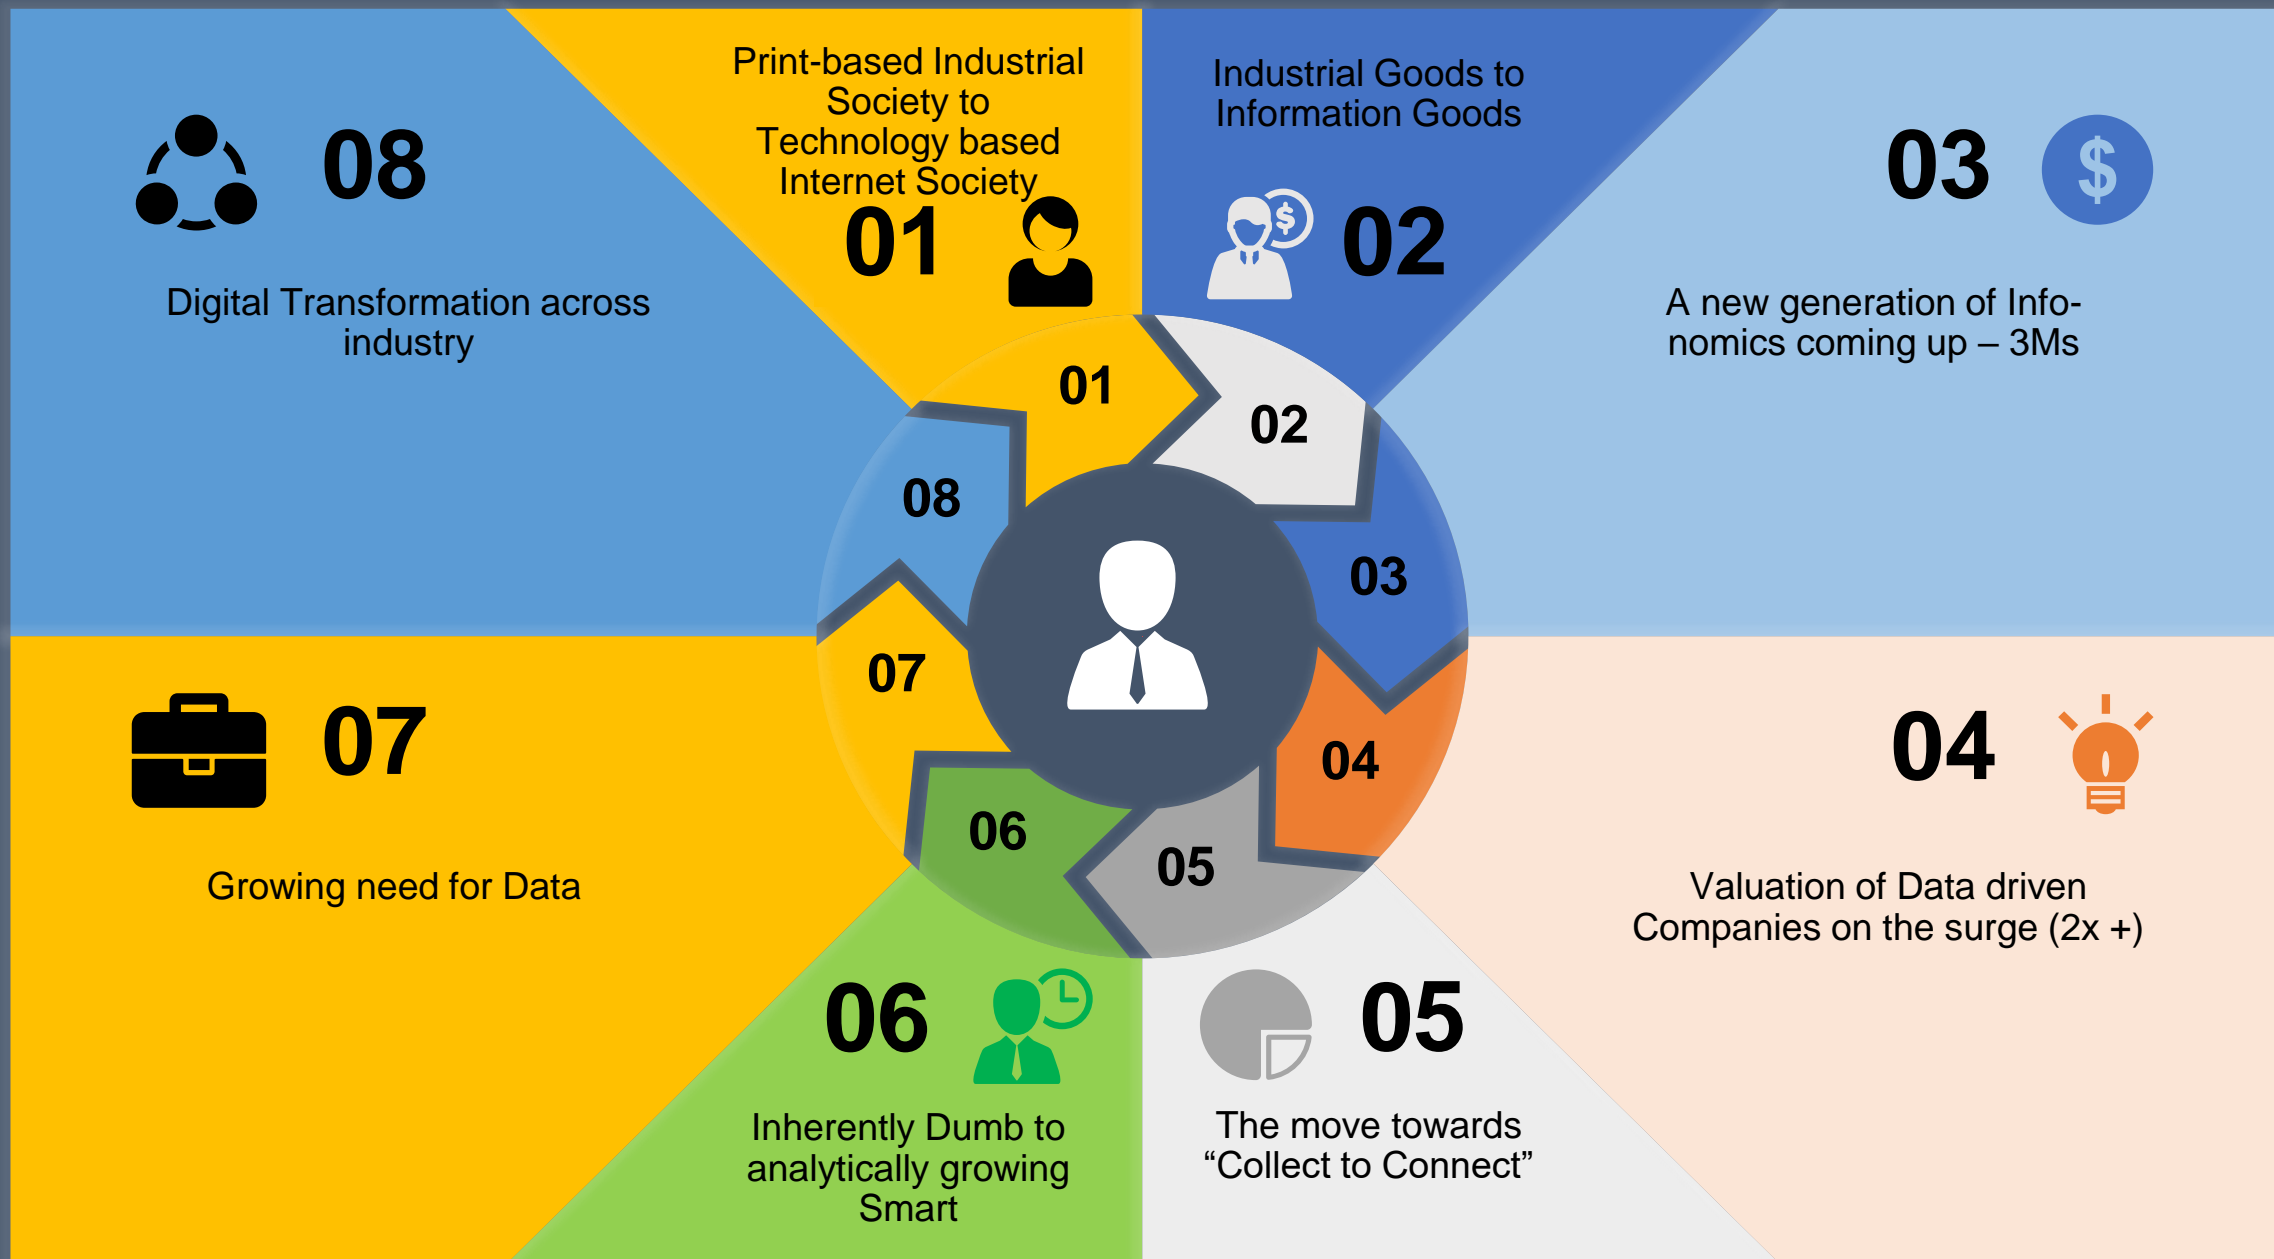 Print-based Industrial
Society to
Technology based
Internet Society
01
Industrial Goods to
Information Goods
$
02
03
$
A new generation of Info-
nomics coming up – 3Ms
04
Valuation of Data driven
Companies on the surge (2x +)
05
The move towards
“Collect to Connect”
06
Inherently Dumb to
analytically growing
Smart
07
Growing need for Data
08
Digital Transformation across
industry
01
02
03
04
05
06
07
08